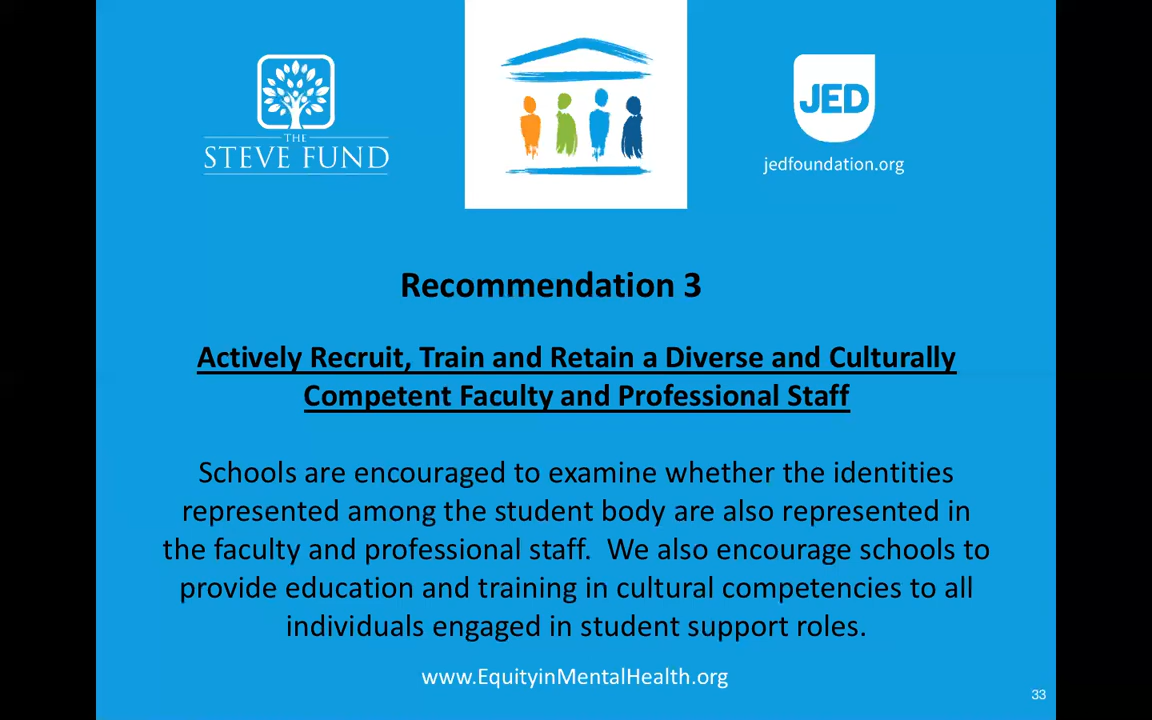 THE
STEVE FUND
JED
jedfoundation.org
Recommendation 3
Actively Recruit, Train and Retain a Diverse and Culturally
Competent Faculty and Professional Staff
Schools are encouraged to examine whether the identities
represented among the student body are also represented in
the faculty and professional staff.  We also encourage schools to
provide education and training in cultural competencies to all
individuals engaged in student support roles.
www.EquityinMentalHealth.org
33